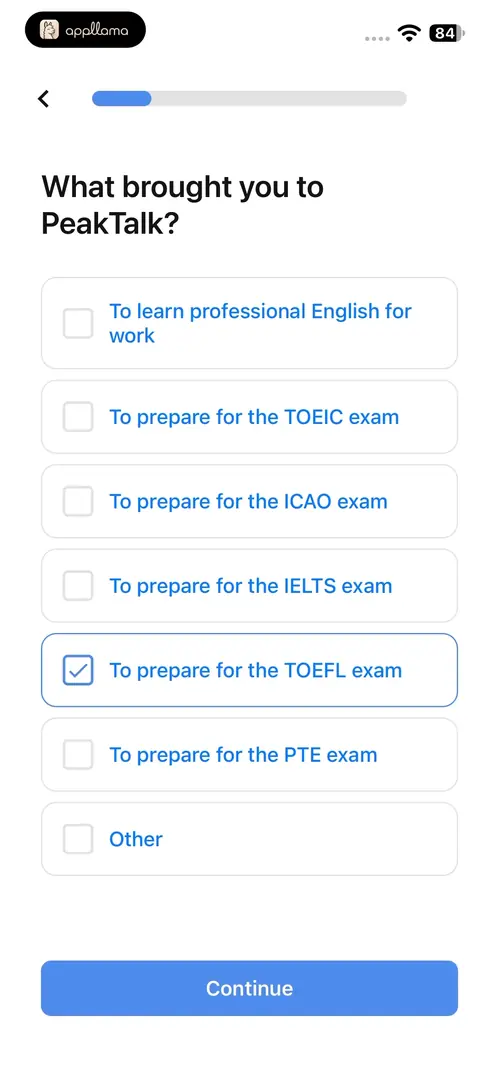 appllama
84
What brought you to
PeakTalk?
To learn professional English for
work
To prepare for the TOEIC exam
To prepare for the ICAO exam
To prepare for the IELTS exam
To prepare for the TOEFL exam
To prepare for the PTE exam
Other
Continue